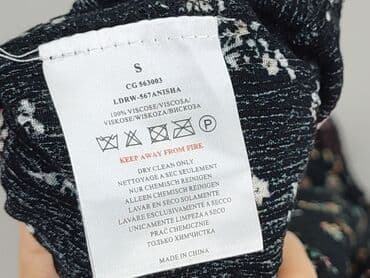 S
CG 563003
LDRW-567ANISHA
100% VISCOSE/VISCOSA/
VISKOSE/WISKOZA/ВИСКОЗА
P
KEEP AWAY FROM FIRE
DRY CLEAN ONLY
NETTOYAGE A SEC SEULEMENT
NUR CHEMISCH REINIGEN
ALLEEN CHEMISCH REINIGEN
LAVAR EN SECO SOLAMENTE
LAVARE ESCLUSIVAMENTE A SECCO
UNICAMENTE LIMPEZA A SECO
PRAĆ CHEMICZNIE
ТОЛЬКО ХИМЧИСТКА
MADE IN CHINA